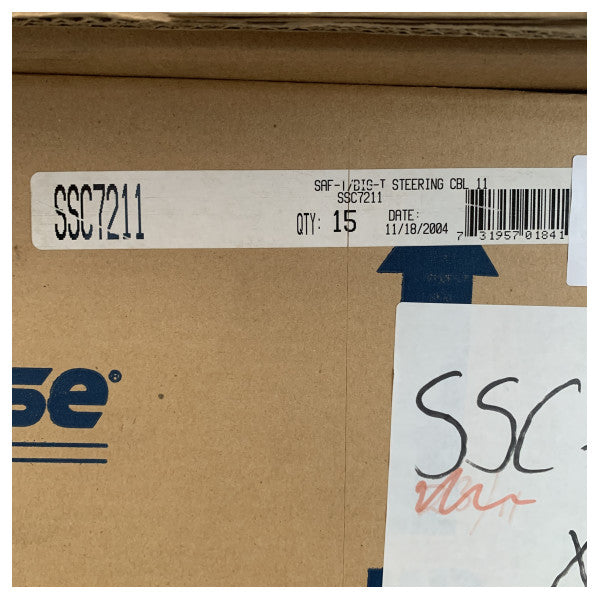 SSC7211
SAF-T/BIG-T STEERING CBL 11
SSC7211
QTY: 15
DATE:
11/18/2004
7 31957 01841
se®
SSC
X